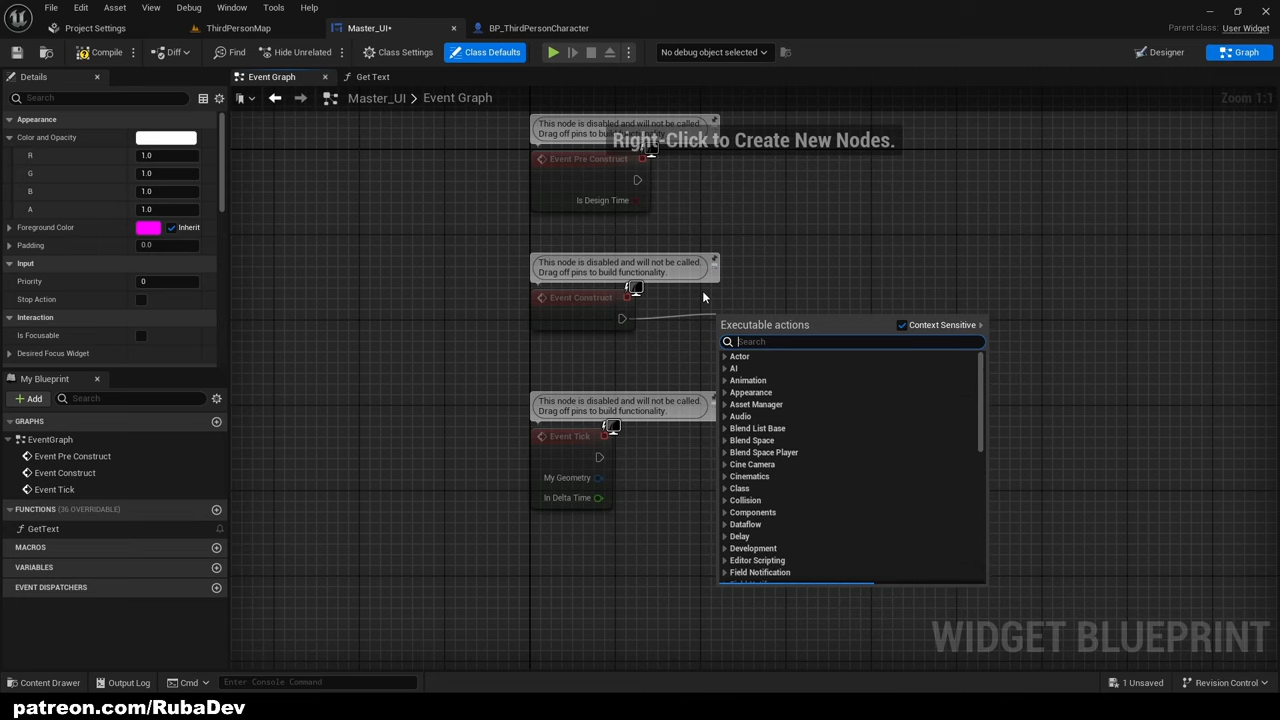 File Edit Asset View Debug Window Tools Help
Project Settings
ThirdPersonMap
Master_UI•
BP_ThirdPersonCharacter
Parent class: User Widget
Compile
Diff
Find
Hide Unrelated
Class Settings
Class Defaults
No debug object selected
Designer
Graph
Details
Search
Appearance
Color and Opacity
R 1.0
G 1.0
B 1.0
A 1.0
Foreground Color Inherit
Padding 0.0
Input
Priority 0
Stop Action
Interaction
Is Focusable
Desired Focus Widget
My Blueprint
Add Search
GRAPHS
EventGraph
Event Pre Construct
Event Construct
Event Tick
FUNCTIONS (36 OVERRIDABLE)
GetText
MACROS
VARIABLES
EVENT DISPATCHERS
Event Graph
Get Text
Master_UI
Event Graph
Zoom 1:1
Right-Click to Create New Nodes.
This node is disabled and will not be called.
Drag off pins to build functionality.
Event Pre Construct
Is Design Time
This node is disabled and will not be called.
Drag off pins to build functionality.
Event Construct
This node is disabled and will not be called.
Drag off pins to build functionality.
Event Tick
My Geometry
In Delta Time
Executable actions Context Sensitive
Search
Actor
AI
Animation
Appearance
Asset Manager
Audio
Blend List Base
Blend Space
Blend Space Player
Cine Camera
Cinematics
Class
Collision
Components
Dataflow
Delay
Development
Editor Scripting
Field Notification
WIDGET BLUEPRINT
Content Drawer
Output Log
Cmd
Enter Console Command
1 Unsaved
Revision Control
patreon.com/RubaDev